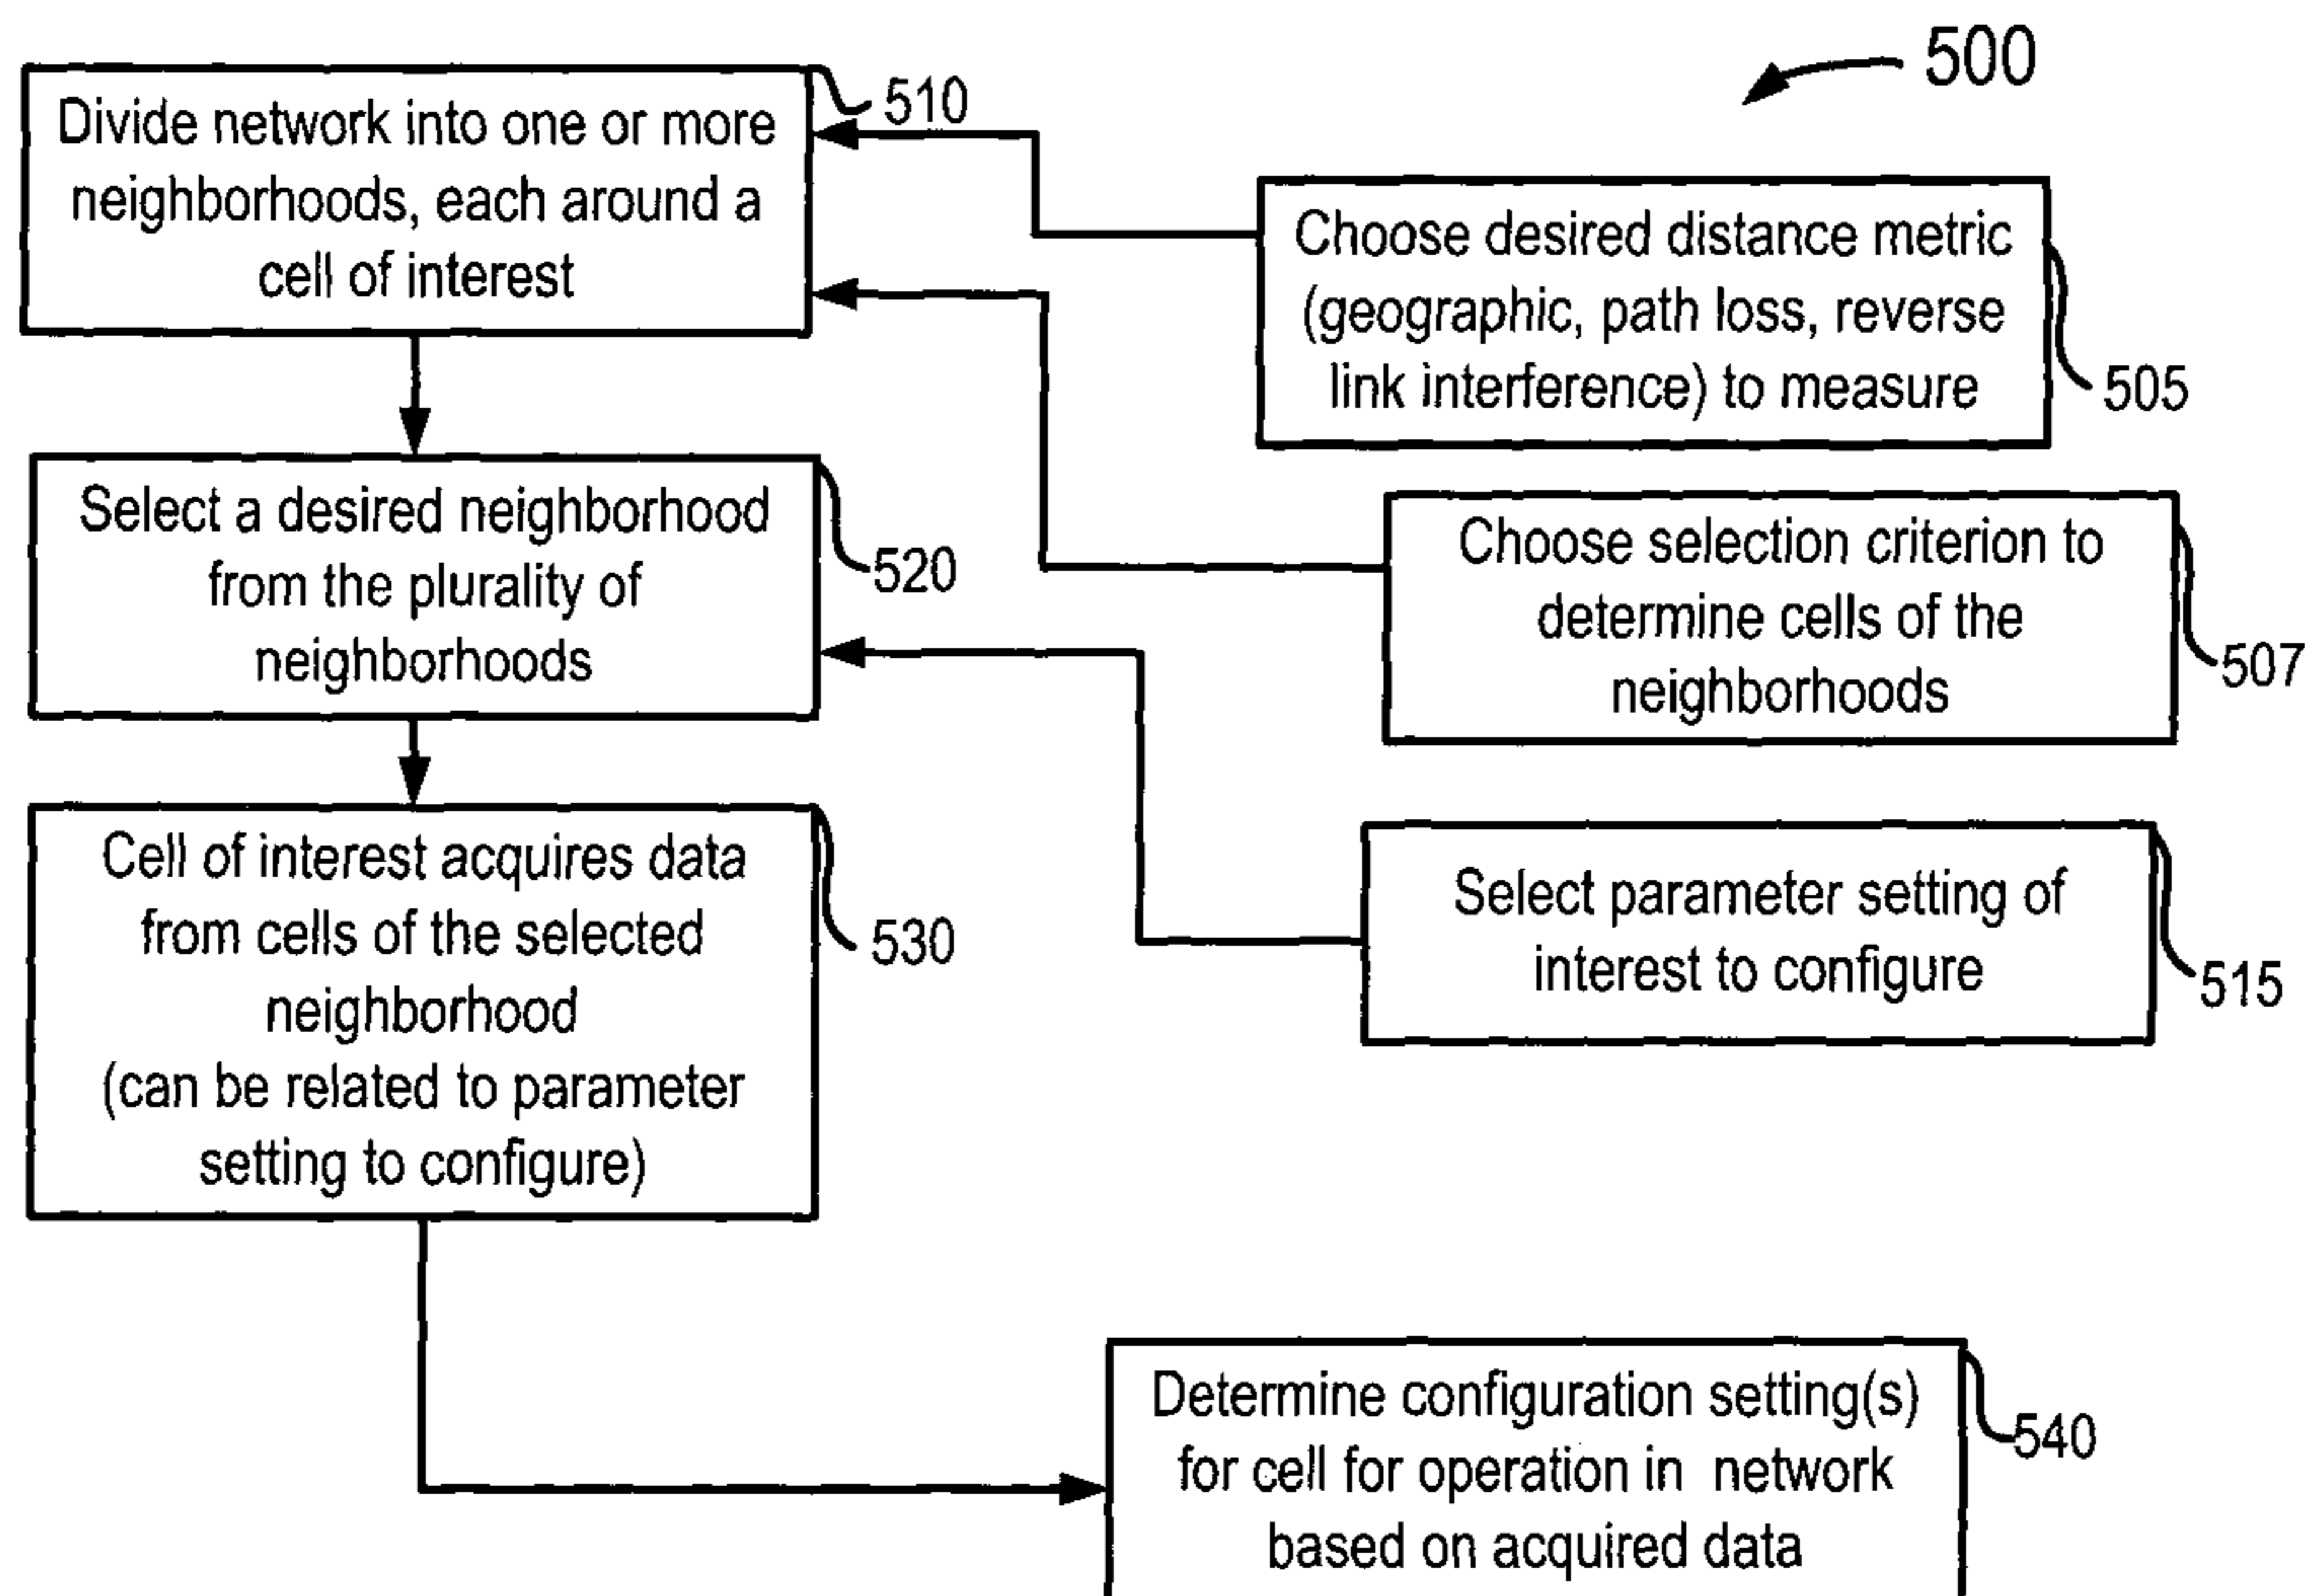 500
510
Divide network into one or more
neighborhoods, each around a
cell of interest
Choose desired distance metric
(geographic, path loss, reverse
link interference) to measure
505
Select a desired neighborhood
from the plurality of
neighborhoods
520
Choose selection criterion to
determine cells of the
neighborhoods
507
Cell of interest acquires data
from cells of the selected
neighborhood
(can be related to parameter
setting to configure)
530
Select parameter setting of
interest to configure
515
Determine configuration setting(s)
for cell for operation in network
based on acquired data
540